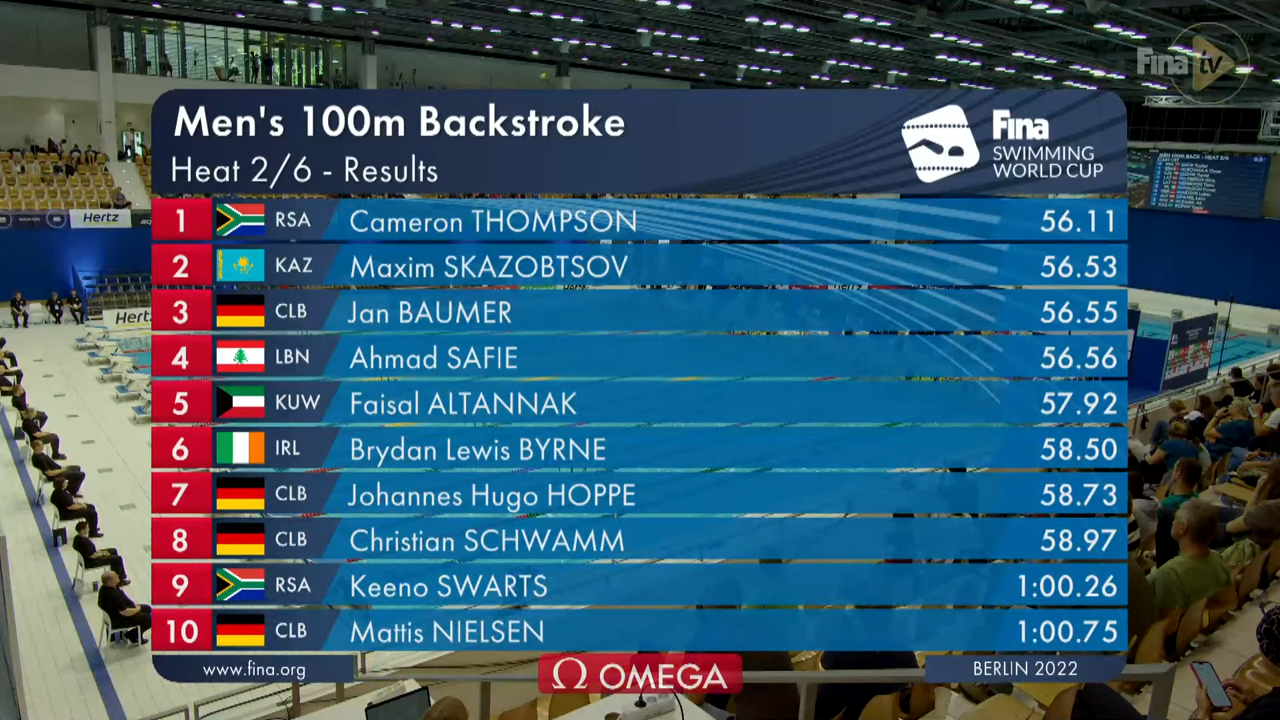 Fina tv
Men's 100m Backstroke
Heat 2/6 - Results
Fina
SWIMMING
WORLD CUP
1 RSA Cameron THOMPSON 56.11
2 KAZ Maxim SKAZOBTSOV 56.53
3 CLB Jan BAUMER 56.55
4 LBN Ahmad SAFIE 56.56
5 KUW Faisal ALTANNAK 57.92
6 IRL Brydan Lewis BYRNE 58.50
7 CLB Johannes Hugo HOPPE 58.73
8 CLB Christian SCHWAMM 58.97
9 RSA Keeno SWARTS 1:00.26
10 CLB Mattis NIELSEN 1:00.75
www.fina.org
OMEGA
BERLIN 2022
Hertz
Hert